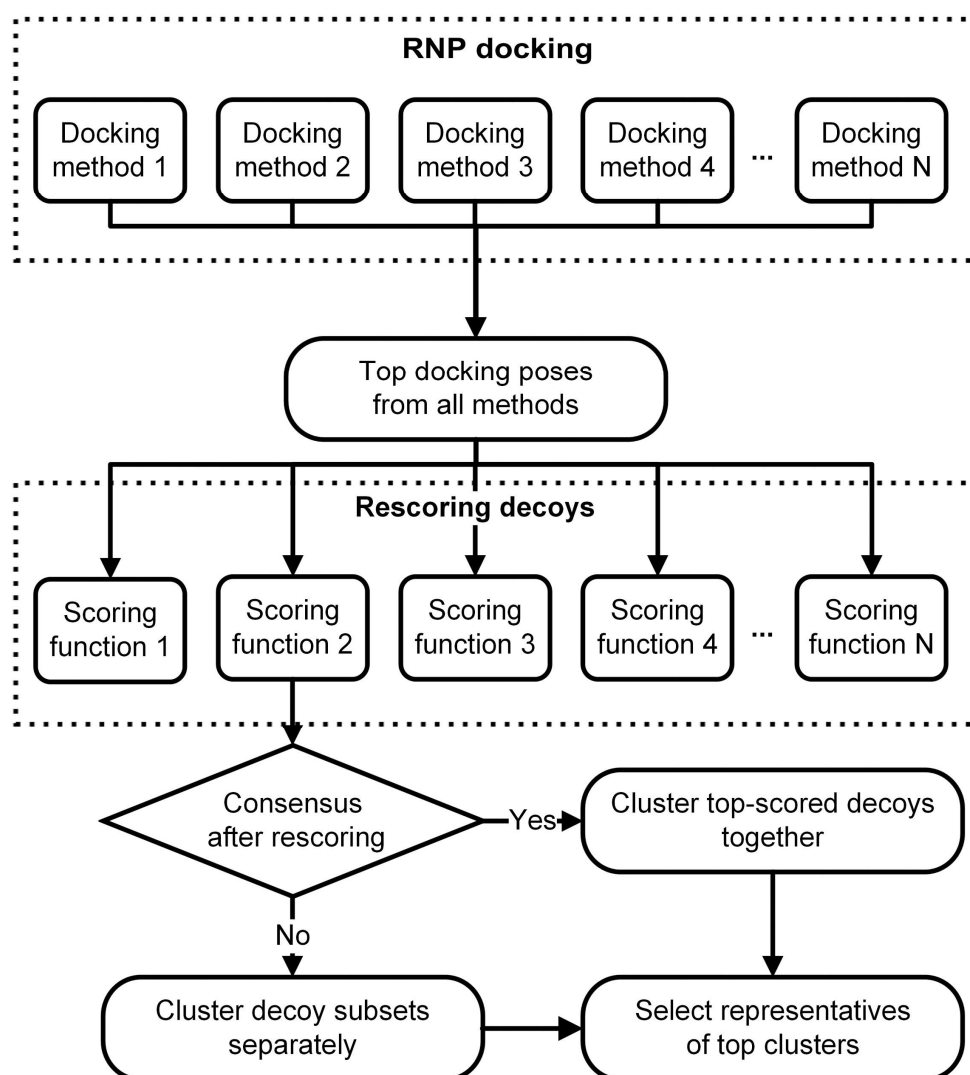 RNP docking
Docking
method 1
Docking
method 2
Docking
method 3
Docking
method 4
...
Docking
method N
Top docking poses
from all methods
Rescoring decoys
Scoring
function 1
Scoring
function 2
Scoring
function 3
Scoring
function 4
...
Scoring
function N
Consensus
after rescoring
Yes
Cluster top-scored decoys
together
No
Cluster decoy subsets
separately
Select representatives
of top clusters